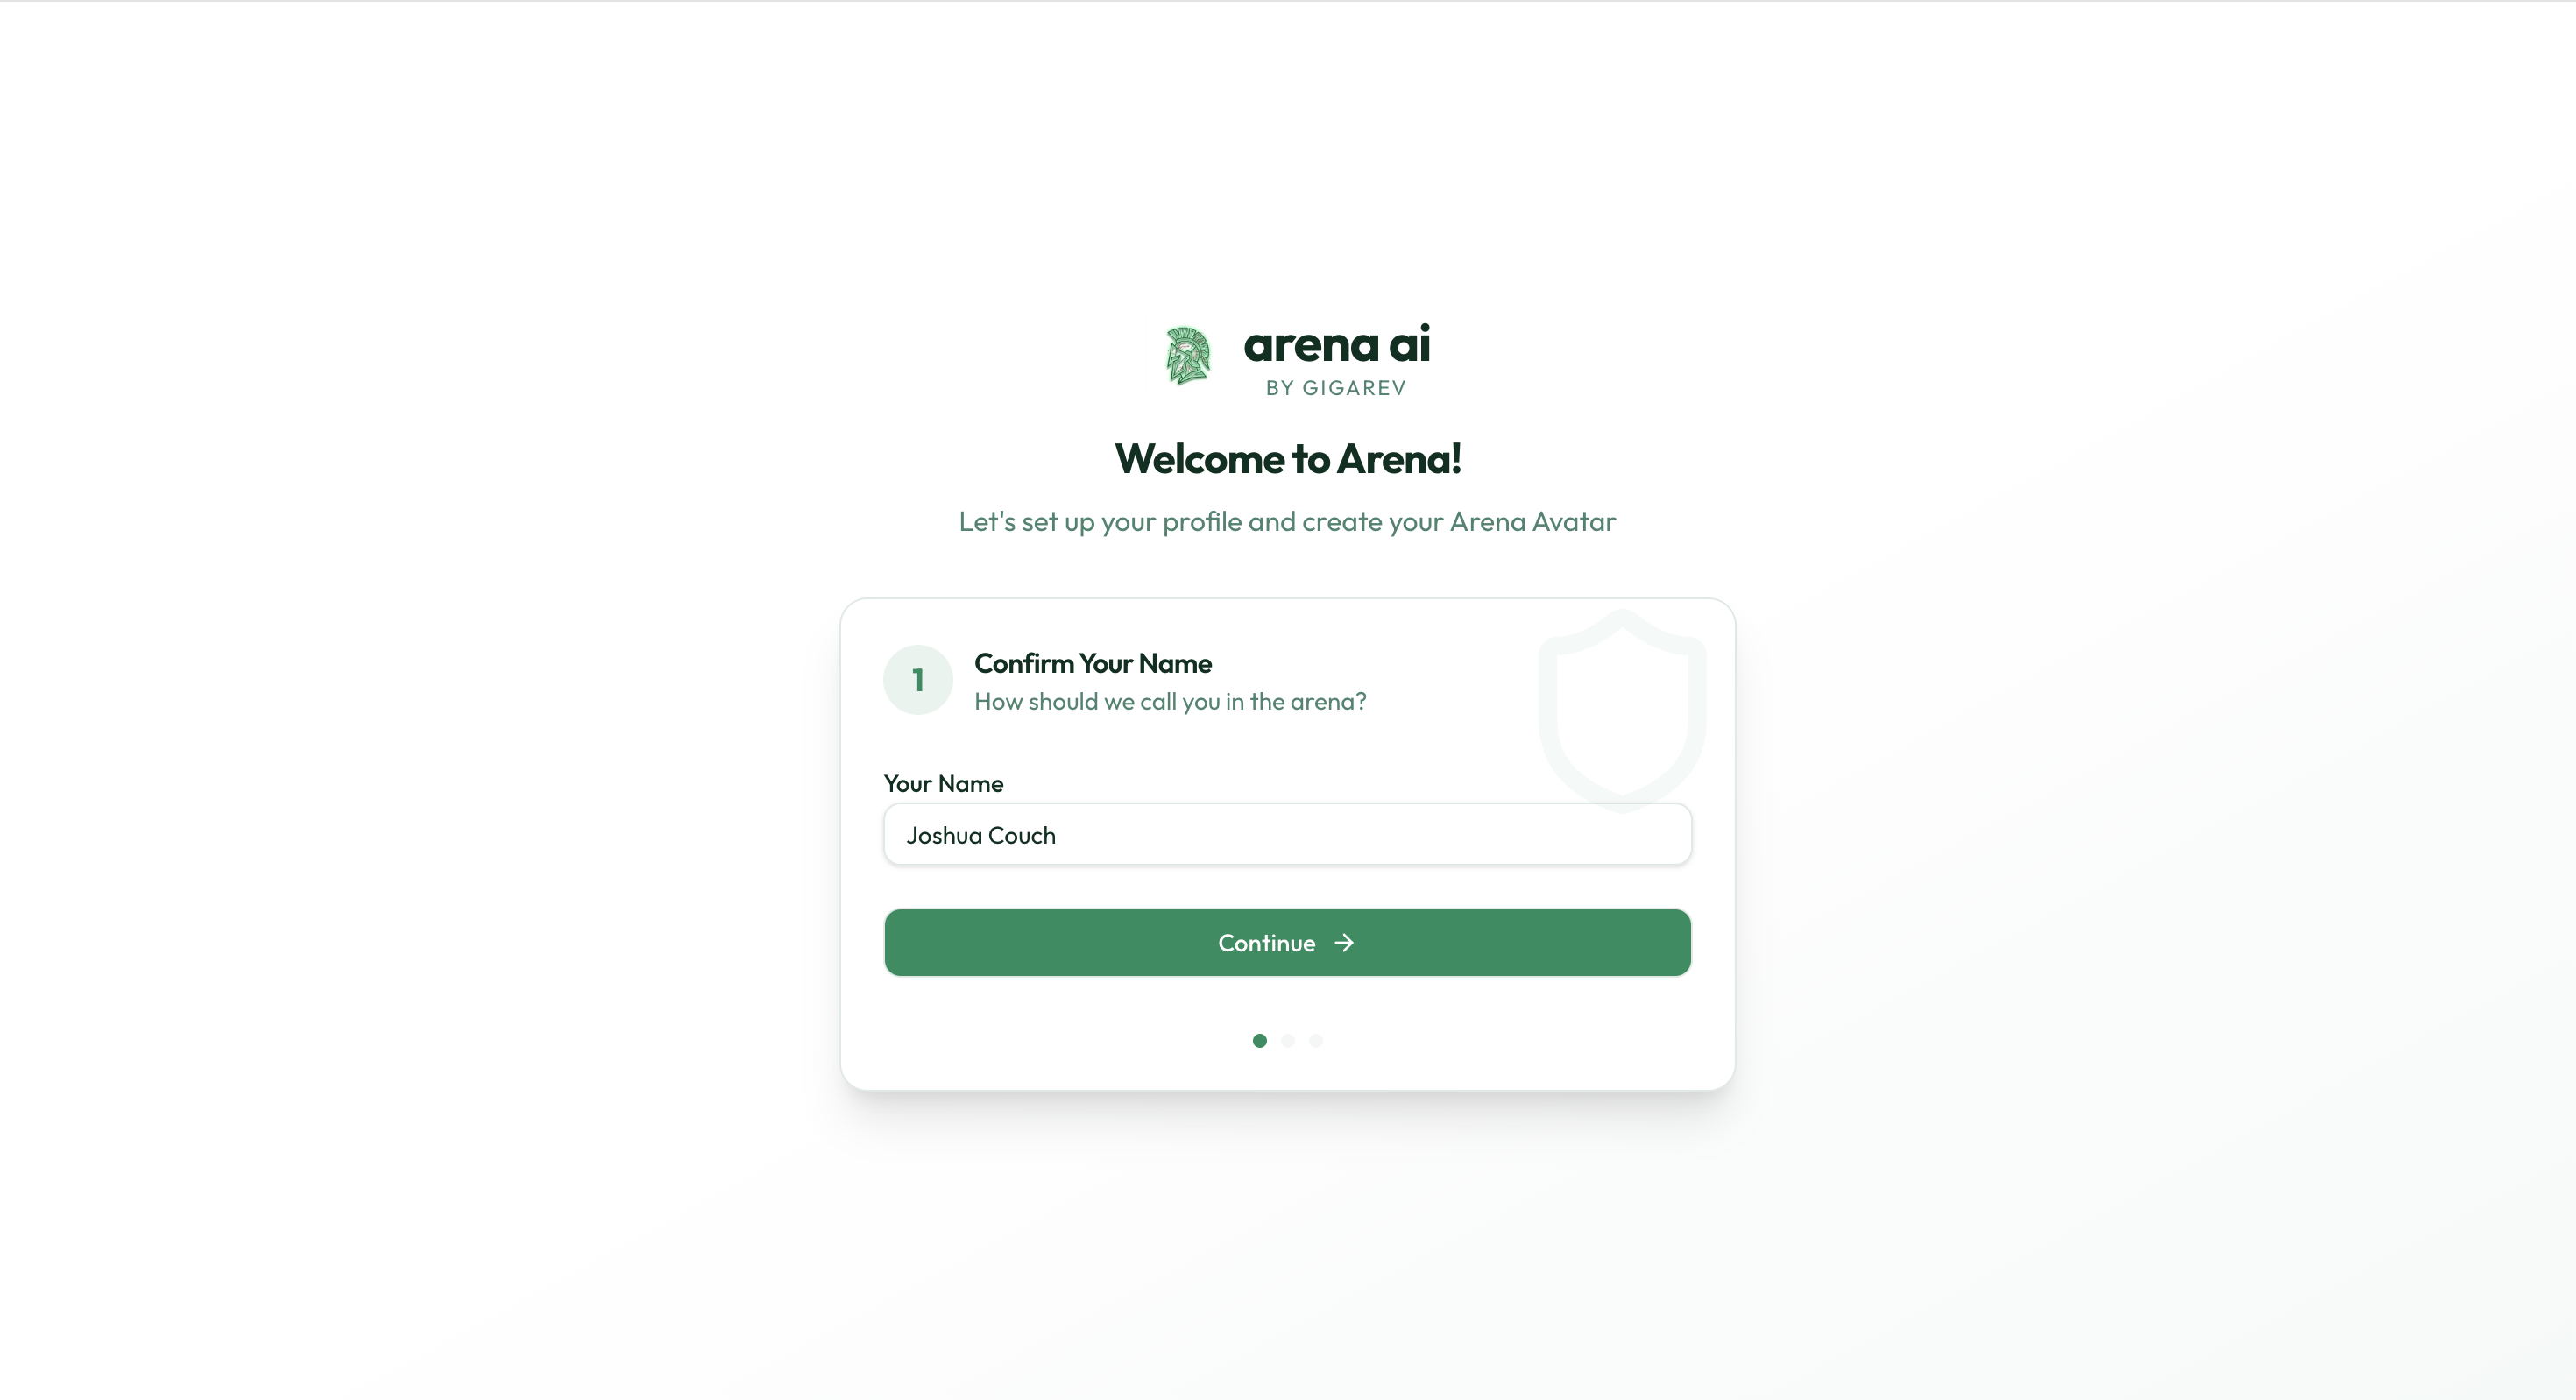 arena ai
BY GIGAREV
Welcome to Arena!
Let's set up your profile and create your Arena Avatar
1
Confirm Your Name
How should we call you in the arena?
Your Name
Joshua Couch
Continue →